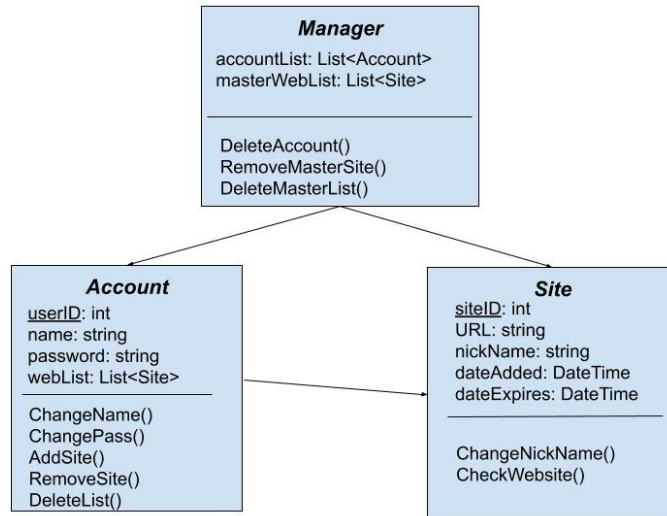 Manager
accountList: List<Account>
masterWebList: List<Site>
DeleteAccount()
RemoveMasterSite()
DeleteMasterList()
Account
userID: int
name: string
password: string
webList: List<Site>
ChangeName()
ChangePass()
AddSite()
RemoveSite()
DeleteList()
Site
siteID: int
URL: string
nickName: string
dateAdded: DateTime
dateExpires: DateTime
ChangeNickName()
CheckWebsite()